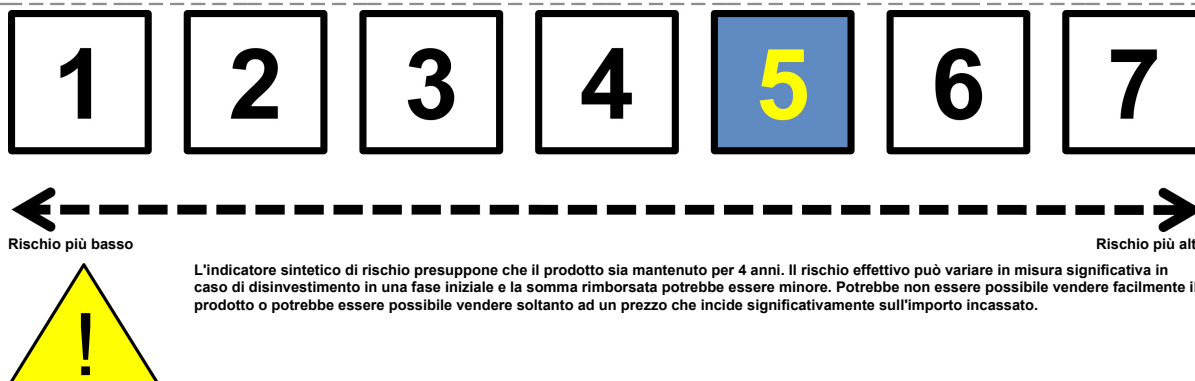 1 2 3 4 5 6 7
Rischio più basso Rischio più alt
L'indicatore sintetico di rischio presuppone che il prodotto sia mantenuto per 4 anni. Il rischio effettivo può variare in misura significativa in
caso di disinvestimento in una fase iniziale e la somma rimborsata potrebbe essere minore. Potrebbe non essere possibile vendere facilmente il
prodotto o potrebbe essere possibile vendere soltanto ad un prezzo che incide significativamente sull'importo incassato.
!